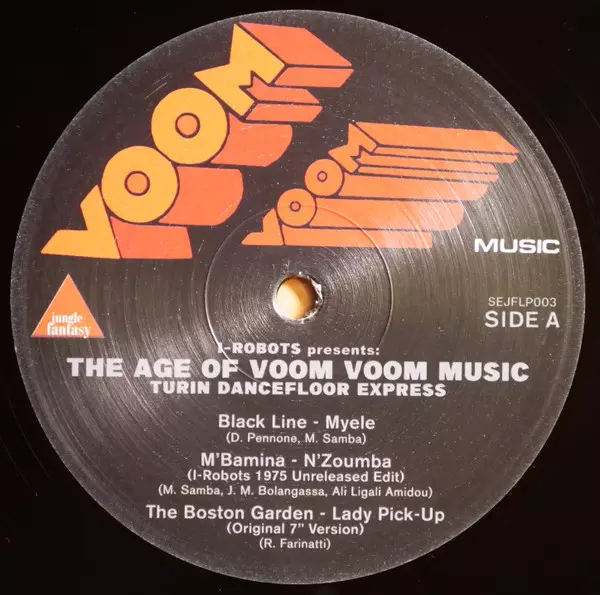 VOOM
VOOM
MUSIC
jungle
fantasy
SEJFLP003
SIDE A
I-ROBOTS presents:
THE AGE OF VOOM VOOM MUSIC
TURIN DANCEFLOOR EXPRESS
Black Line - Myele
(D. Pennone, M. Samba)
M'Bamina - N'Zoumba
(I-Robots 1975 Unreleased Edit)
(M. Samba, J. M. Bolangassa, Ali Ligali Amidou)
The Boston Garden - Lady Pick-Up
(Original 7" Version)
(R. Farinatti)